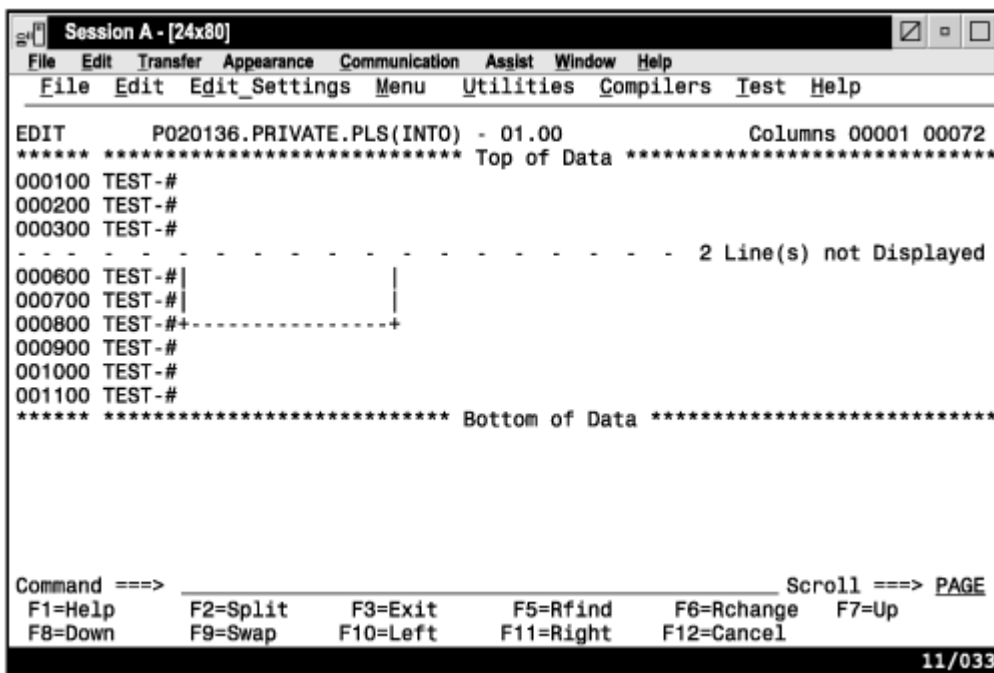 Session A - [24x80]
File Edit Transfer Appearance Communication Assist Window Help
File Edit Edit_Settings Menu Utilities Compilers Test Help
EDIT P020136.PRIVATE.PLS(INTO) - 01.00 Columns 00001 00072
****** ***************************** Top of Data ******************************
000100 TEST-#
000200 TEST-#
000300 TEST-#
- - - - - - - - - - - - - - - - - - 2 Line(s) not Displayed
000600 TEST-#| |
000700 TEST-#| |
000800 TEST-#+----------------+
000900 TEST-#
001000 TEST-#
001100 TEST-#
****** **************************** Bottom of Data ****************************
Command ===> Scroll ===> PAGE
F1=Help F2=Split F3=Exit F5=Rfind F6=Rchange F7=Up
F8=Down F9=Swap F10=Left F11=Right F12=Cancel
11/033